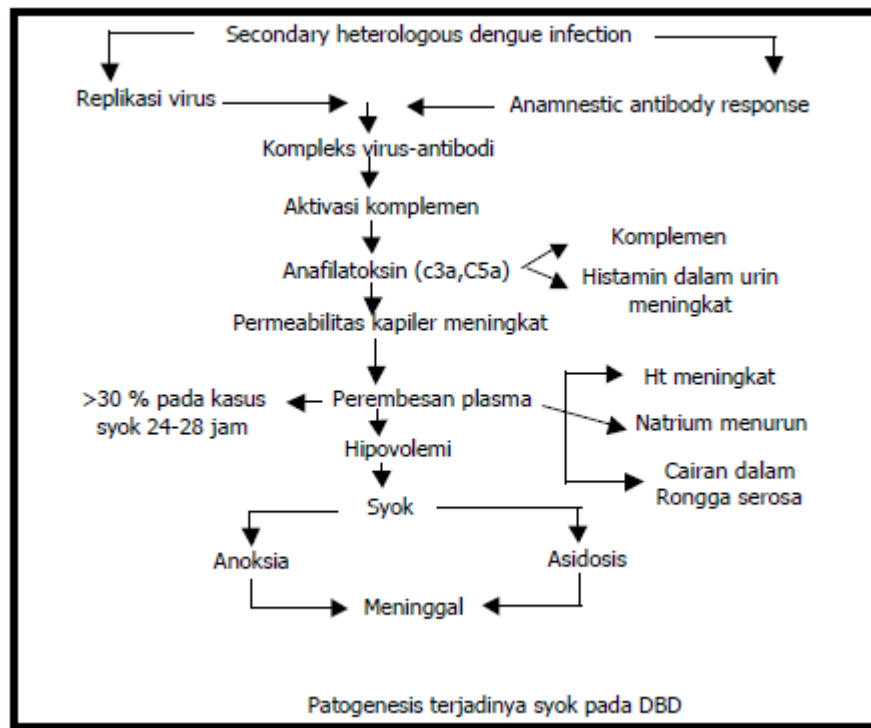 Secondary heterologous dengue infection
Replikasi virus
Anamnestic antibody response
Kompleks virus-antibodi
Aktivasi komplemen
Komplemen
Anafilatoksin (c3a,C5a)
Histamin dalam urin
meningkat
Permeabilitas kapiler meningkat
Ht meningkat
>30 % pada kasus
syok 24-28 jam
Perembesan plasma
Natrium menurun
Hipovolemi
Cairan dalam
Rongga serosa
Syok
Anoksia
Asidosis
Meninggal
Patogenesis terjadinya syok pada DBD